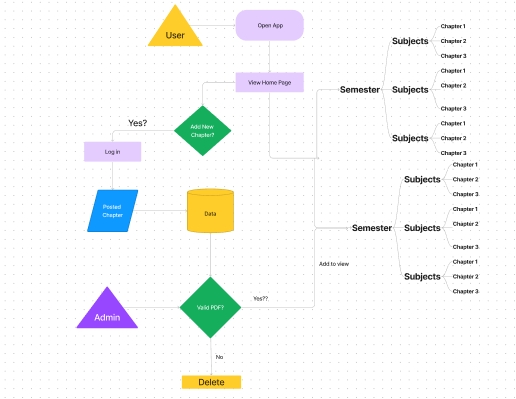 User
Open App
View Home Page
Yes?
Add New
Chapter?
Log in
Posted
Chapter
Data
Admin
Valid PDF?
Yes??
Add to view
No
Delete
Semester
Subjects
Chapter 1
Chapter 2
Chapter 3
Subjects
Chapter 1
Chapter 2
Chapter 3
Subjects
Chapter 1
Chapter 2
Chapter 3
Semester
Subjects
Chapter 1
Chapter 2
Chapter 3
Subjects
Chapter 1
Chapter 2
Chapter 3
Subjects
Chapter 1
Chapter 2
Chapter 3